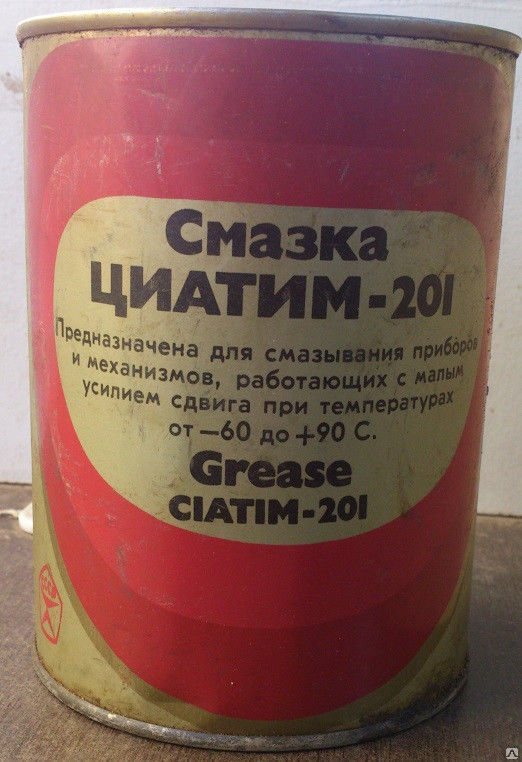 Смазка
ЦИАТИМ-201
Предназначена для смазывания приборов
и механизмов, работающих с малым
усилием сдвига при температурах
от –60 до +90 С.
Grease
CIATIM-201